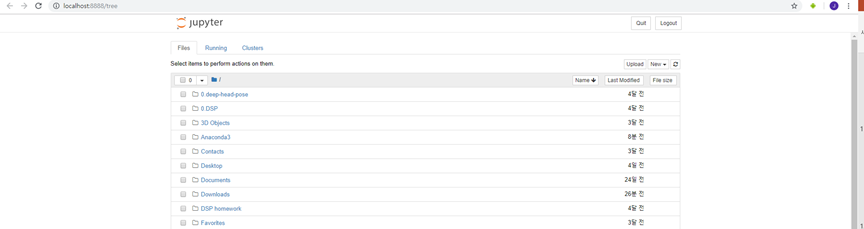 localhost:8888/tree
J
jupyter
Quit Logout
Files Running Clusters
Select items to perform actions on them.
Upload New
0 / Name Last Modified File size
0.deep-head-pose 4달 전
0.DSP 4달 전
3D Objects 3달 전
Anaconda3 8분 전
Contacts 3달 전
Desktop 4일 전
Documents 24일 전
Downloads 26분 전
DSP homework 4달 전
Favorites 3달 전